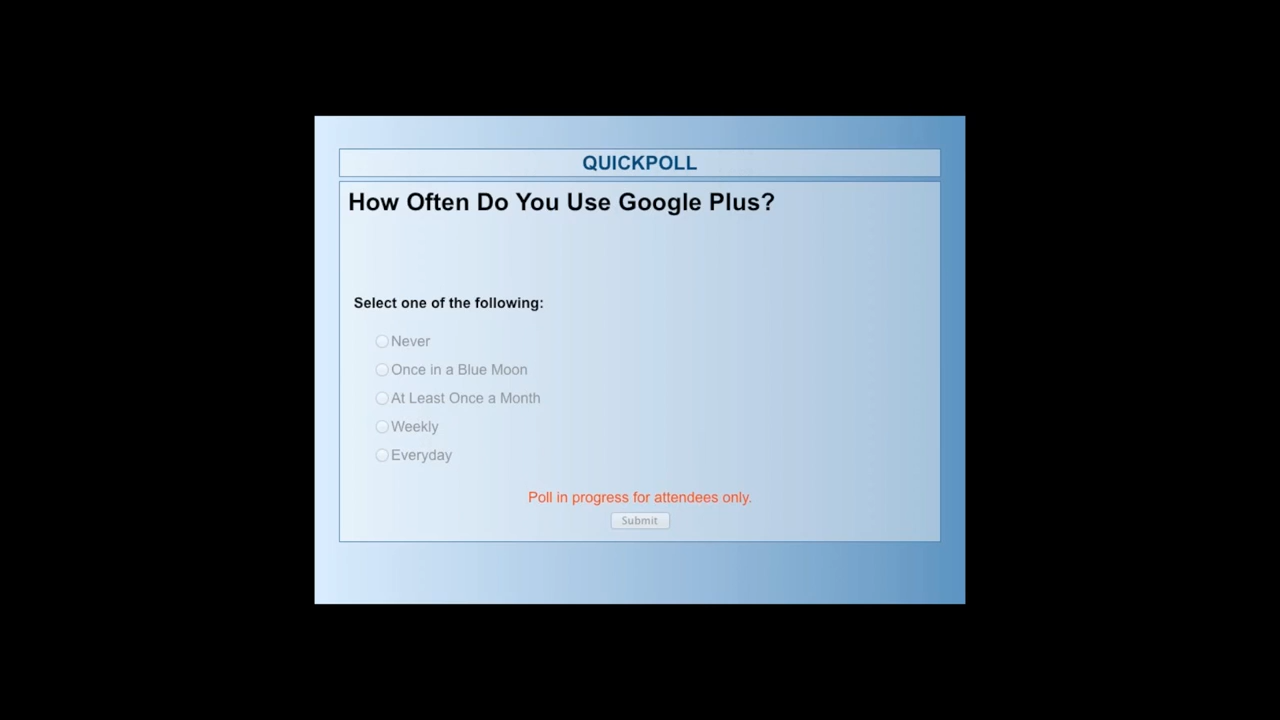 QUICKPOLL
How Often Do You Use Google Plus?
Select one of the following:
Never
Once in a Blue Moon
At Least Once a Month
Weekly
Everyday
Poll in progress for attendees only.
Submit